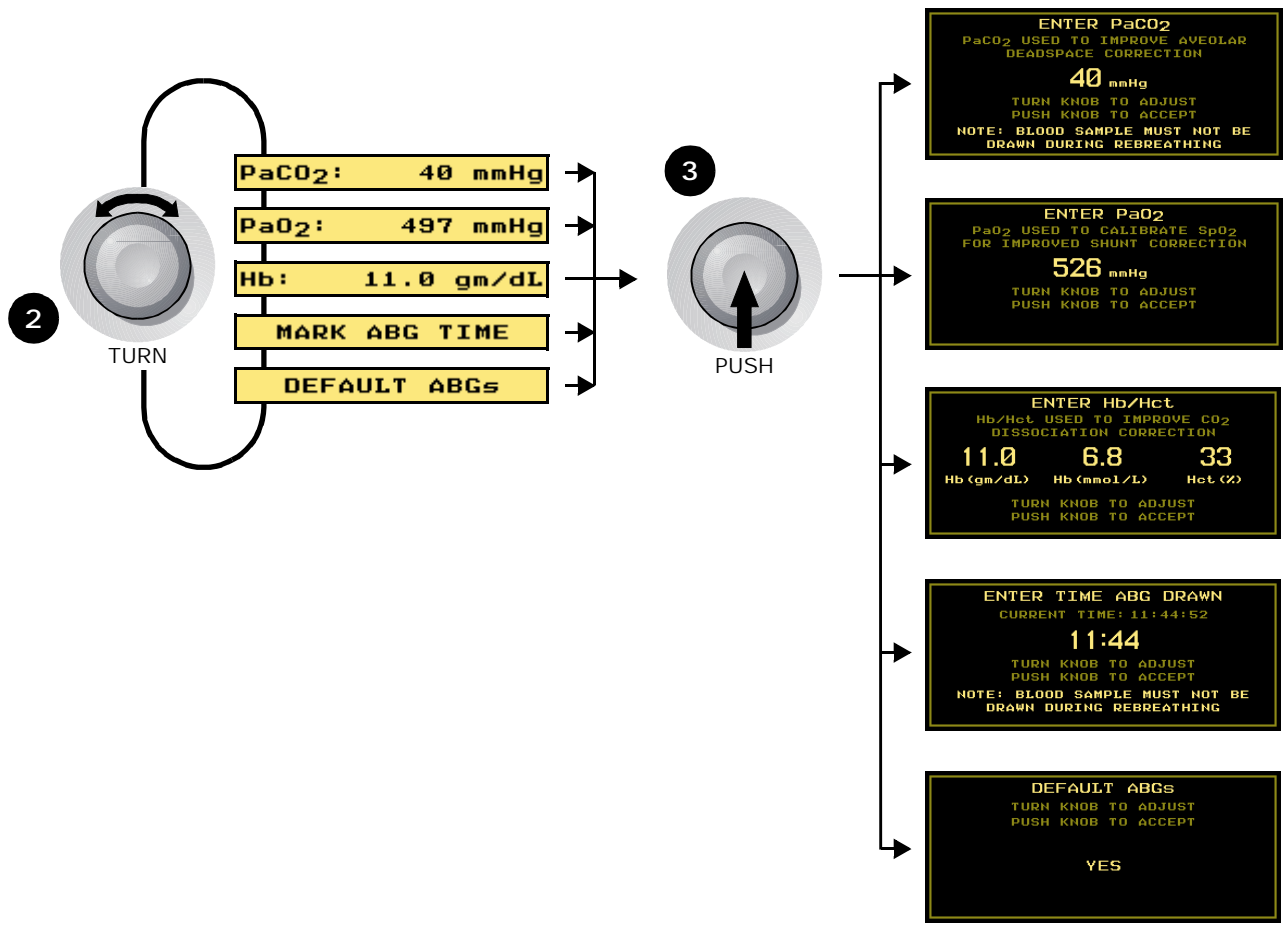 2
TURN
PaCO2: 40 mmHg
PaO2: 497 mmHg
Hb: 11.0 gm/dL
MARK ABG TIME
DEFAULT ABGs
3
PUSH
ENTER PaCO2
PaCO2 USED TO IMPROVE AVEOLAR
DEADSPACE CORRECTION
40 mmHg
TURN KNOB TO ADJUST
PUSH KNOB TO ACCEPT
NOTE: BLOOD SAMPLE MUST NOT BE
DRAWN DURING REBREATHING
ENTER PaO2
PaO2 USED TO CALIBRATE SpO2
FOR IMPROVED SHUNT CORRECTION
526 mmHg
TURN KNOB TO ADJUST
PUSH KNOB TO ACCEPT
ENTER Hb/Hct
Hb/Hct USED TO IMPROVE CO2
DISSOCIATION CORRECTION
11.0 6.8 33
Hb(gm/dL) Hb(mmol/L) Hct(%)
TURN KNOB TO ADJUST
PUSH KNOB TO ACCEPT
ENTER TIME ABG DRAWN
CURRENT TIME: 11:44:52
11:44
TURN KNOB TO ADJUST
PUSH KNOB TO ACCEPT
NOTE: BLOOD SAMPLE MUST NOT BE
DRAWN DURING REBREATHING
DEFAULT ABGs
TURN KNOB TO ADJUST
PUSH KNOB TO ACCEPT
YES